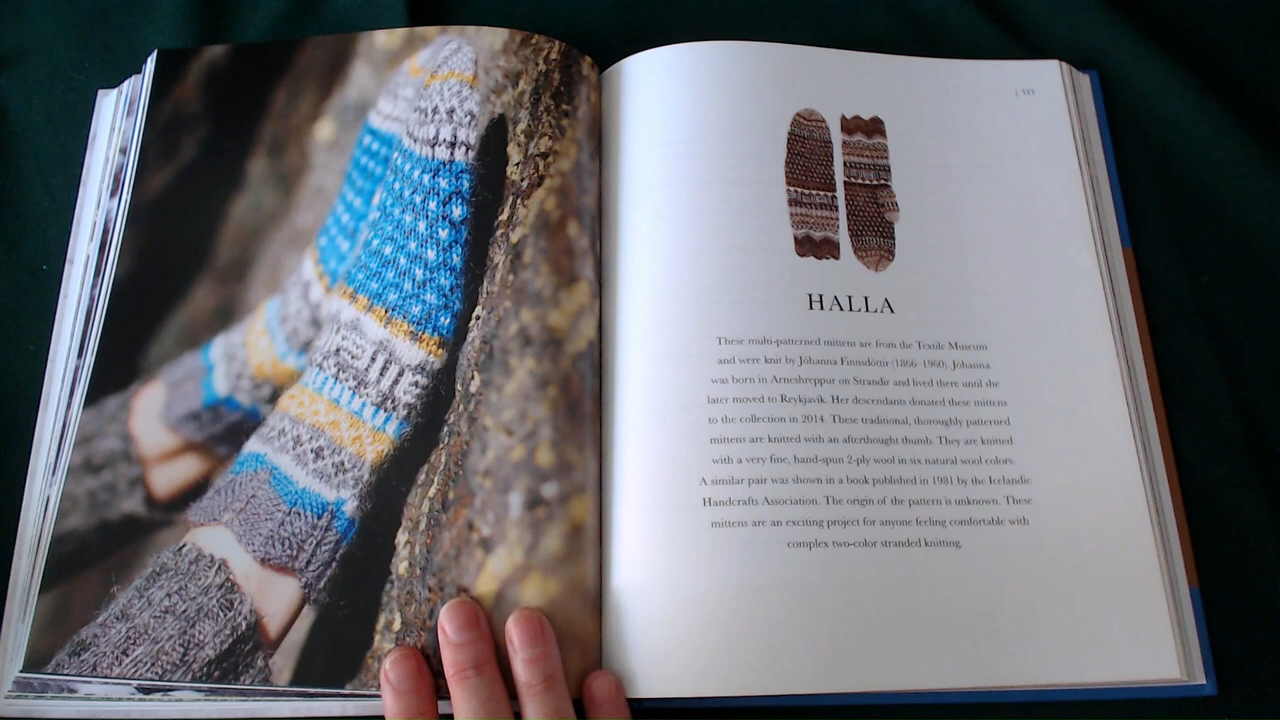 HALLA
These multi-patterned mittens are from the Textile Museum
and were knit by Jóhanna Finnsdóttir (1866–1960). Jóhanna
was born in Árneshreppur on Strandir and lived there until she
later moved to Reykjavík. Her descendants donated these mittens
to the collection in 2014. These traditional, thoroughly patterned
mittens are knitted with an afterthought thumb. They are knitted
with a very fine, hand-spun 2-ply wool in six natural wool colors.
A similar pair was shown in a book published in 1981 by the Icelandic
Handcrafts Association. The origin of the pattern is unknown. These
mittens are an exciting project for anyone feeling comfortable with
complex two-color stranded knitting.